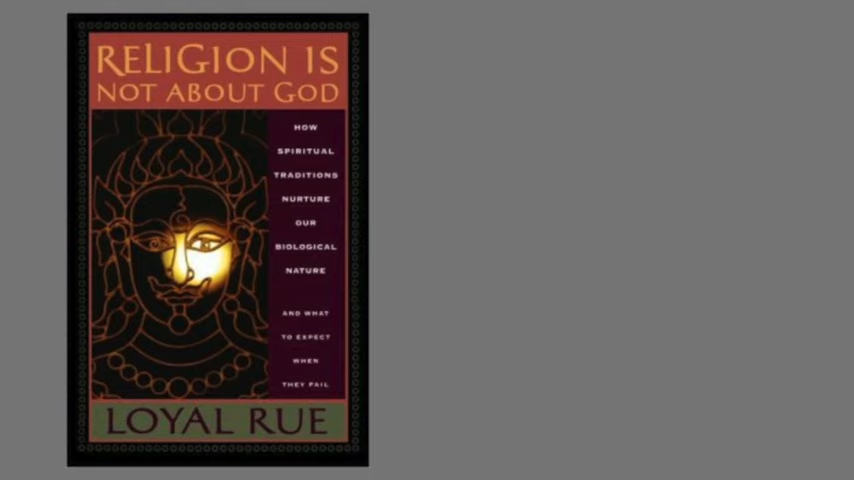 RELIGION IS
NOT ABOUT GOD
HOW
SPIRITUAL
TRADITIONS
NURTURE
OUR
BIOLOGICAL
NATURE
AND WHAT
TO EXPECT
WHEN
THEY FAIL
LOYAL RUE